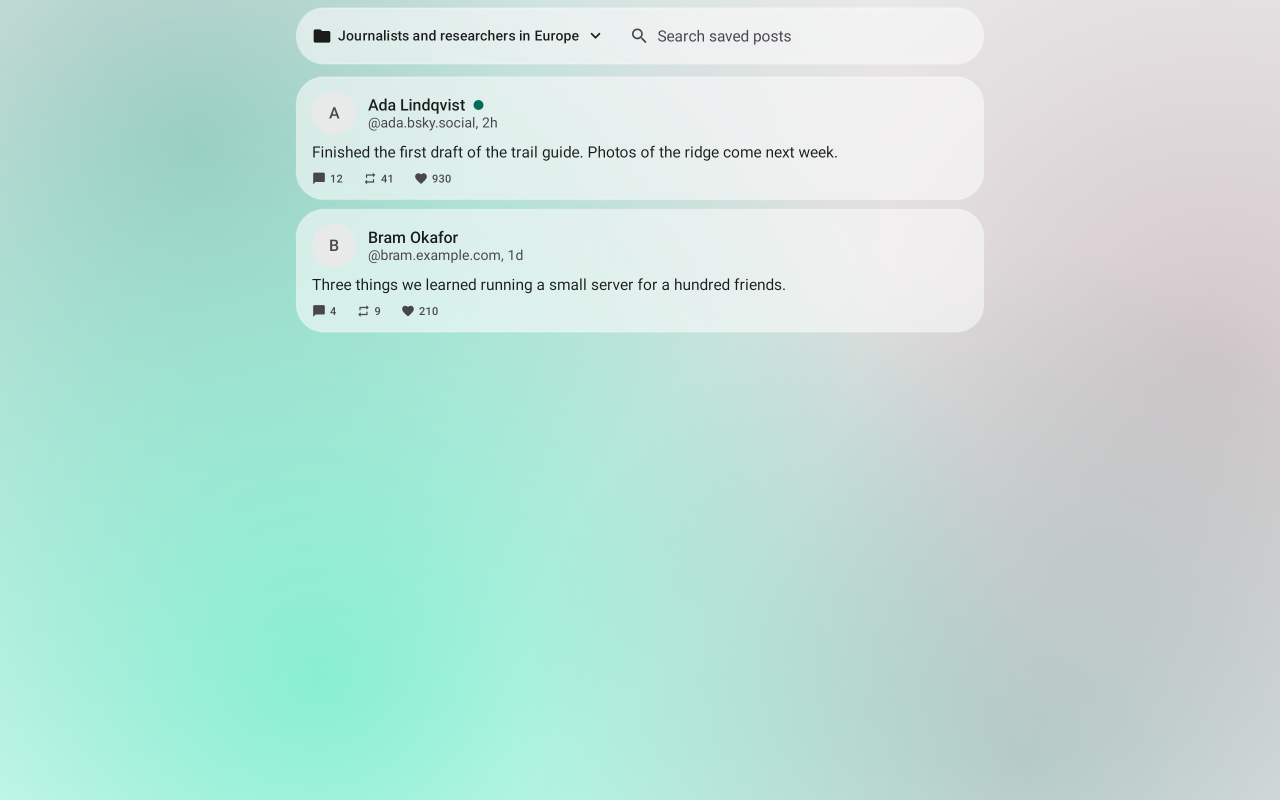 Journalists and researchers in Europe
Search saved posts
A
Ada Lindqvist
@ada.bsky.social, 2h
Finished the first draft of the trail guide. Photos of the ridge come next week.
12 41 930
B
Bram Okafor
@bram.example.com, 1d
Three things we learned running a small server for a hundred friends.
4 9 210